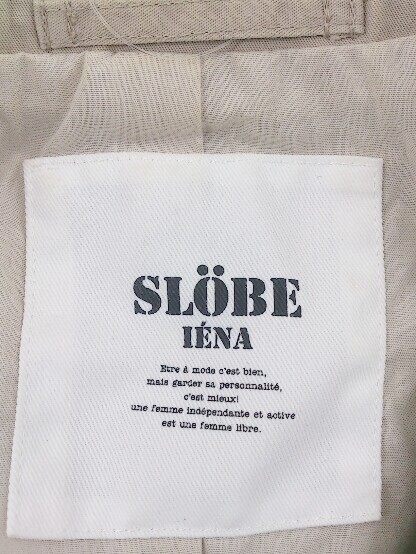 SLÖBE
IÉNA
Etre à mode c'est bien,
mais garder sa personnalité,
c'est mieux!
une femme indépendante et active
est une femme libre.